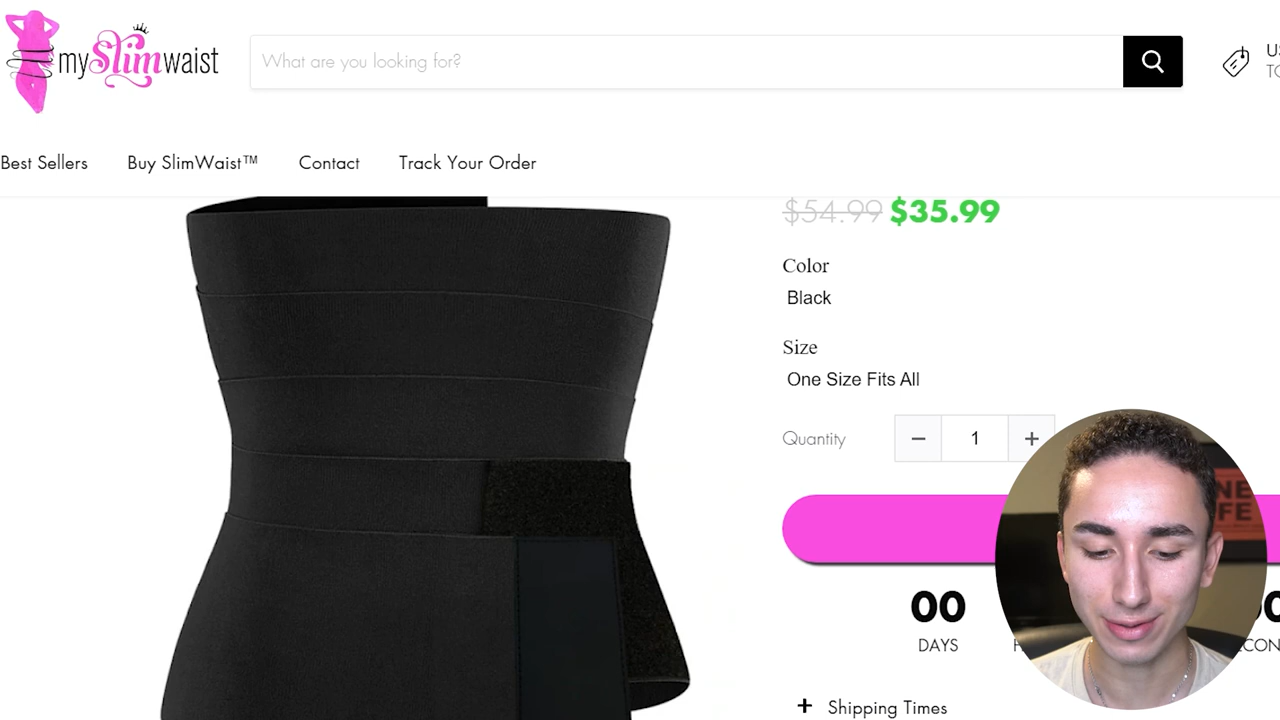 mySlimwaist
What are you looking for?
Best Sellers
Buy SlimWaist™
Contact
Track Your Order
$54.99 $35.99
Color
Black
Size
One Size Fits All
Quantity
1
00
DAYS
Shipping Times